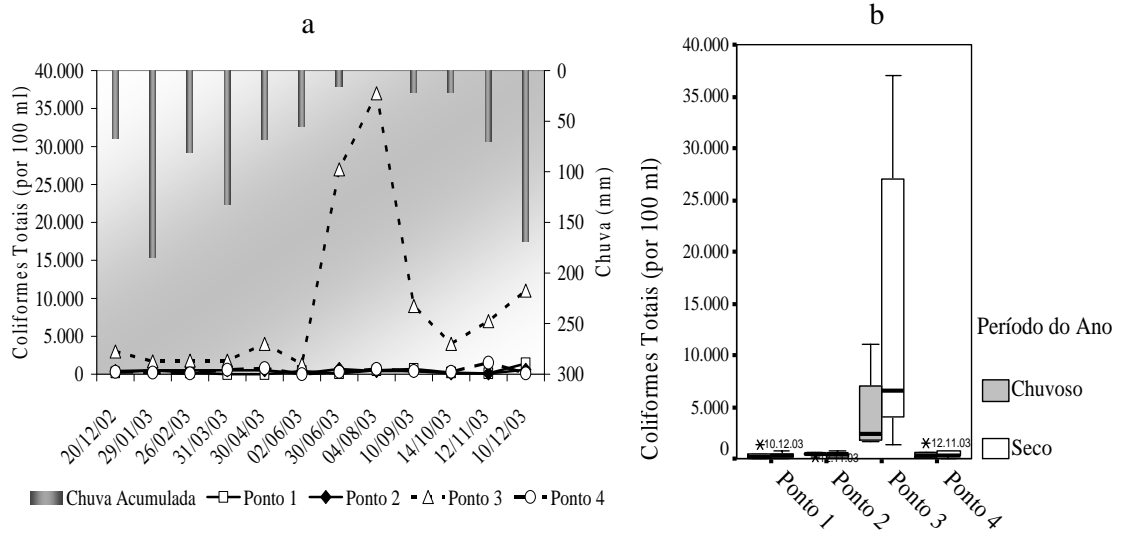 a
b
40.000
35.000
30.000
25.000
20.000
15.000
10.000
5.000
0
Coliformes Totais (por 100 ml)
0
50
100
150
200
250
300
Chuva (mm)
20/12/02
29/01/03
26/02/03
31/03/03
30/04/03
02/06/03
30/06/03
04/08/03
10/09/03
14/10/03
12/11/03
10/12/03
Chuva Acumulada
Ponto 1
Ponto 2
Ponto 3
Ponto 4
40.000
35.000
30.000
25.000
20.000
15.000
10.000
5.000
0
Coliformes Totais (por 100 ml)
10.12.03
12.11.03
12.11.03
Ponto 1
Ponto 2
Ponto 3
Ponto 4
Período do Ano
Chuvoso
Seco